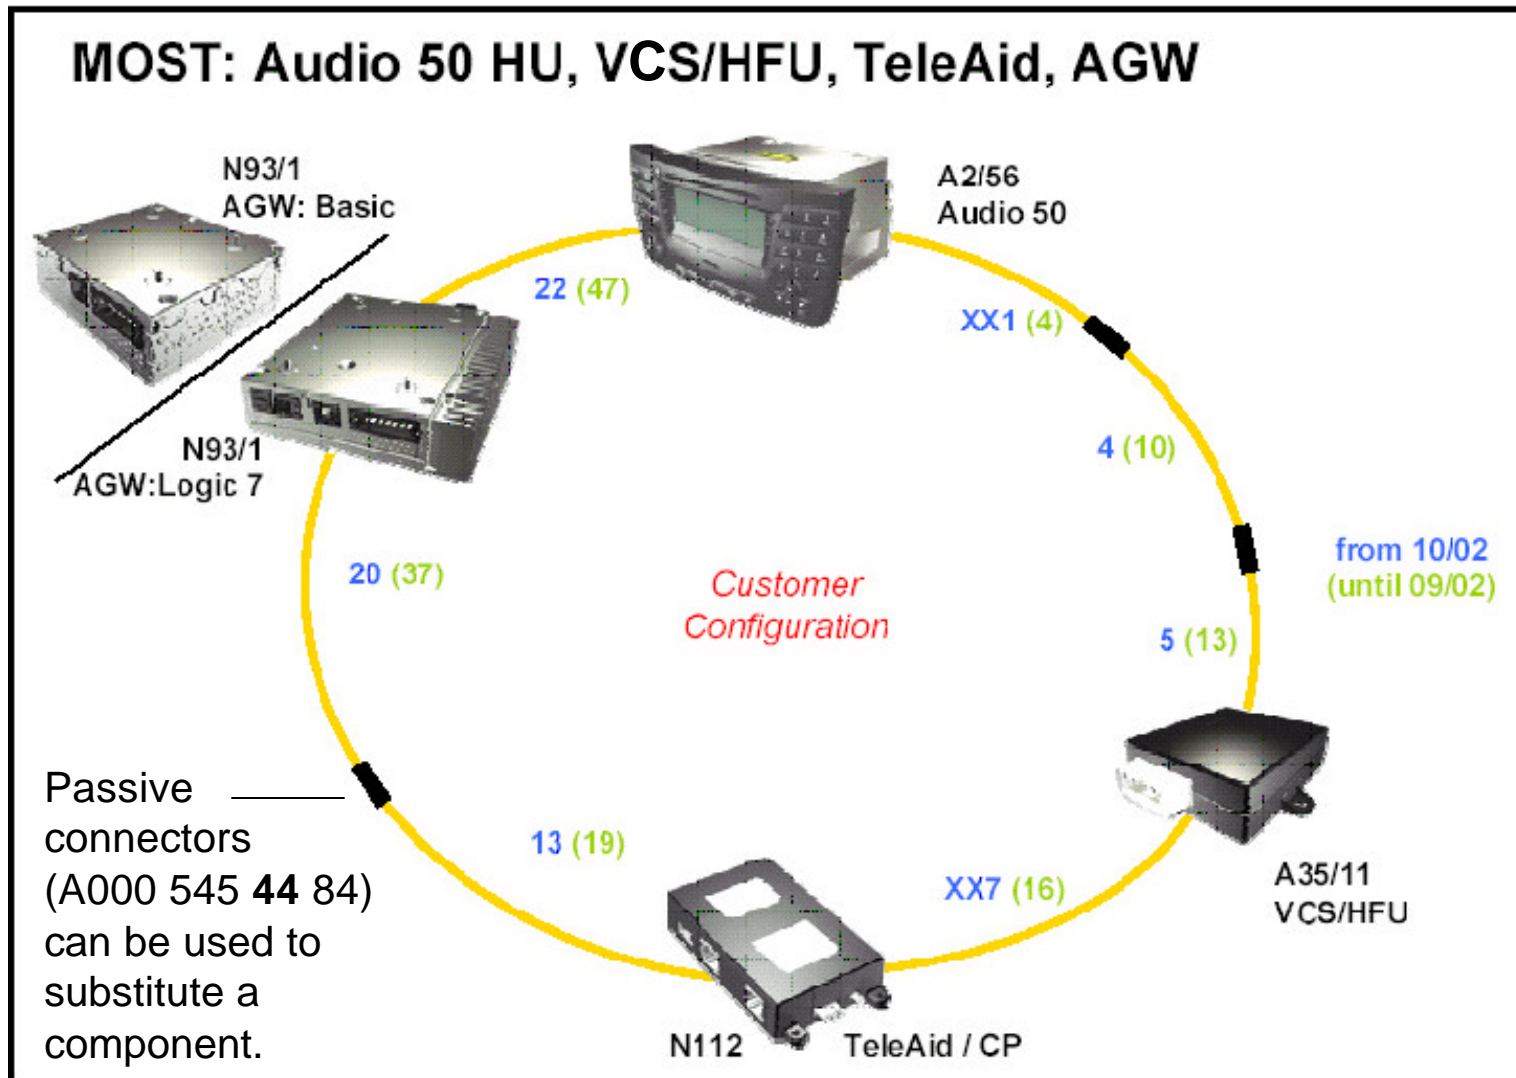 MOST: Audio 50 HU, VCS/HFU, TeleAid, AGW
N93/1
AGW: Basic
A2/56
Audio 50
22 (47)
XX1 (4)
N93/1
AGW:Logic 7
4 (10)
20 (37)
Customer
Configuration
from 10/02
(until 09/02)
5 (13)
Passive
connectors
(A000 545 44 84)
can be used to
substitute a
component.
13 (19)
XX7 (16)
A35/11
VCS/HFU
N112
TeleAid / CP